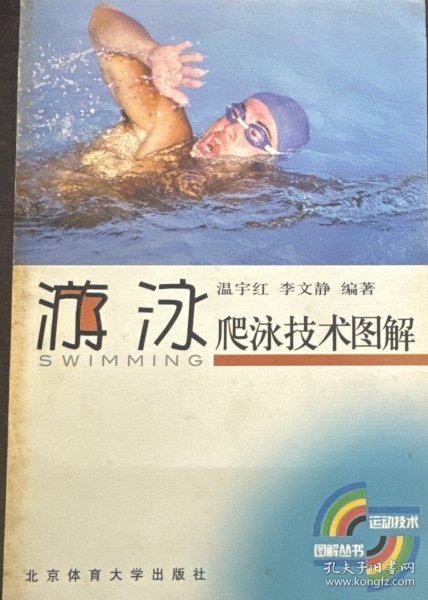 温宇红 李文静 编著
游泳
SWIMMING
爬泳技术图解
运动技术
图解丛书
北京体育大学出版社
孔夫子旧书网
www.kongfz.com